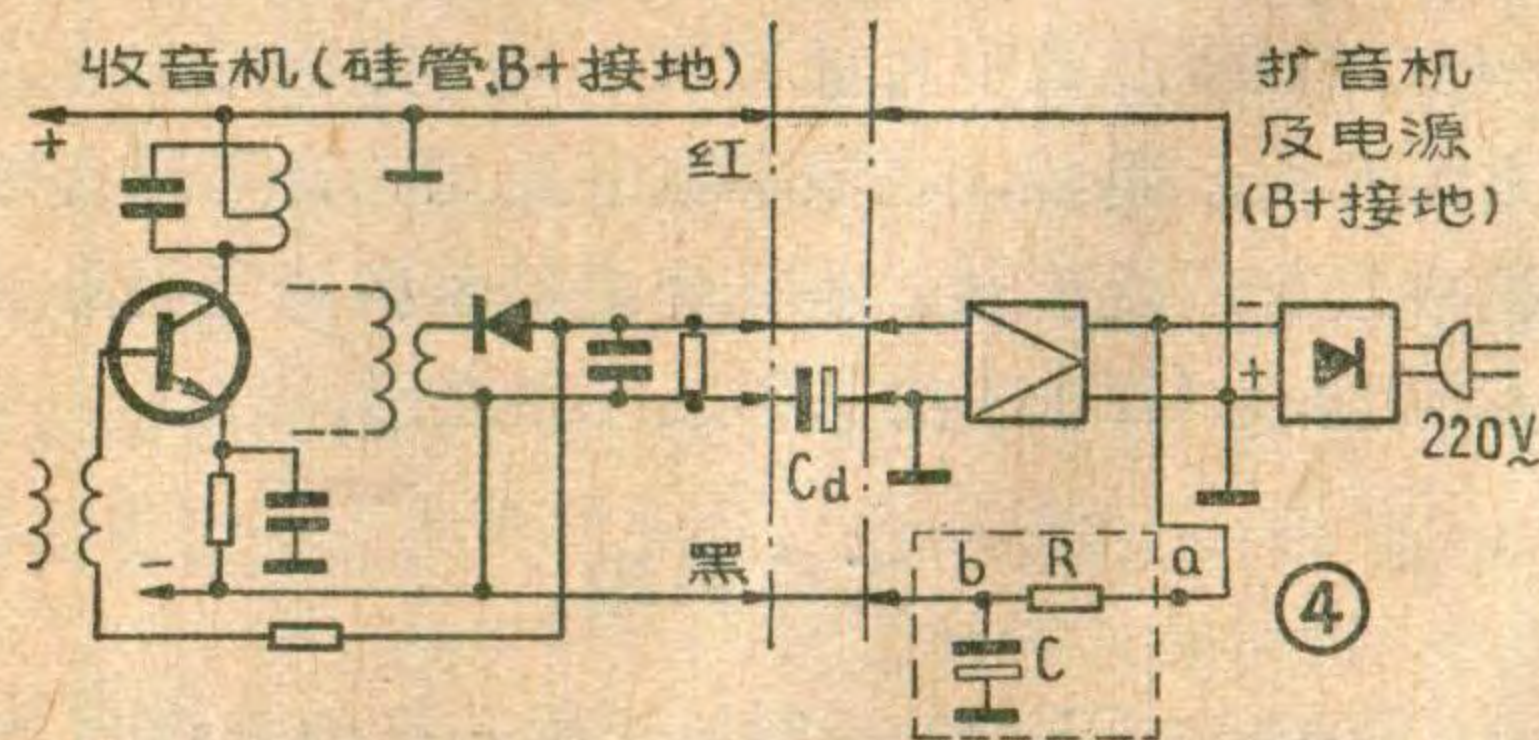 收音机(硅管.B+接地)
扩音机
及电源
(B+接地)
+
红
-
+
220V
Cd
-
黑
b
R
a
C
④